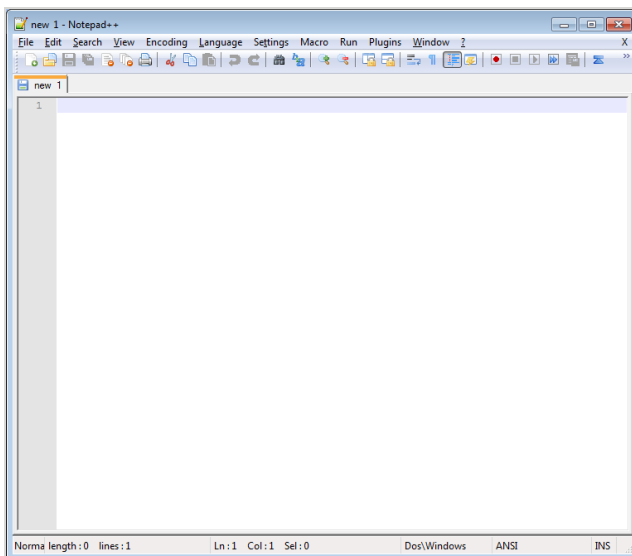 new 1 - Notepad++
File Edit Search View Encoding Language Settings Macro Run Plugins Window ? X
new 1
1
Norma length : 0 lines : 1 Ln : 1 Col : 1 Sel : 0 Dos\Windows ANSI INS